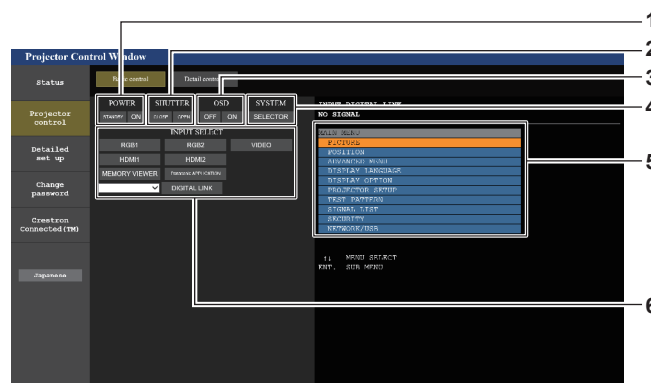 1
2
3
4
5
6
Projector Control Window
Status
Projector control
Detailed set up
Change password
Crestron Connected(TM)
Japanese
Basic control
Detail control
POWER
STANDBY ON
SHUTTER
CLOSE OPEN
OSD
OFF ON
SYSTEM
SELECTOR
INPUT SELECT
RGB1 RGB2 VIDEO
HDMI1 HDMI2
MEMORY VIEWER Panasonic APPLICATION
DIGITAL LINK
INPUT DIGITAL LINK
NO SIGNAL
MAIN MENU
PICTURE
POSITION
ADVANCED MENU
DISPLAY LANGUAGE
DISPLAY OPTION
PROJECTOR SETUP
TEST PATTERN
SIGNAL LIST
SECURITY
NETWORK/USB
↑↓ MENU SELECT
ENT. SUB MENU